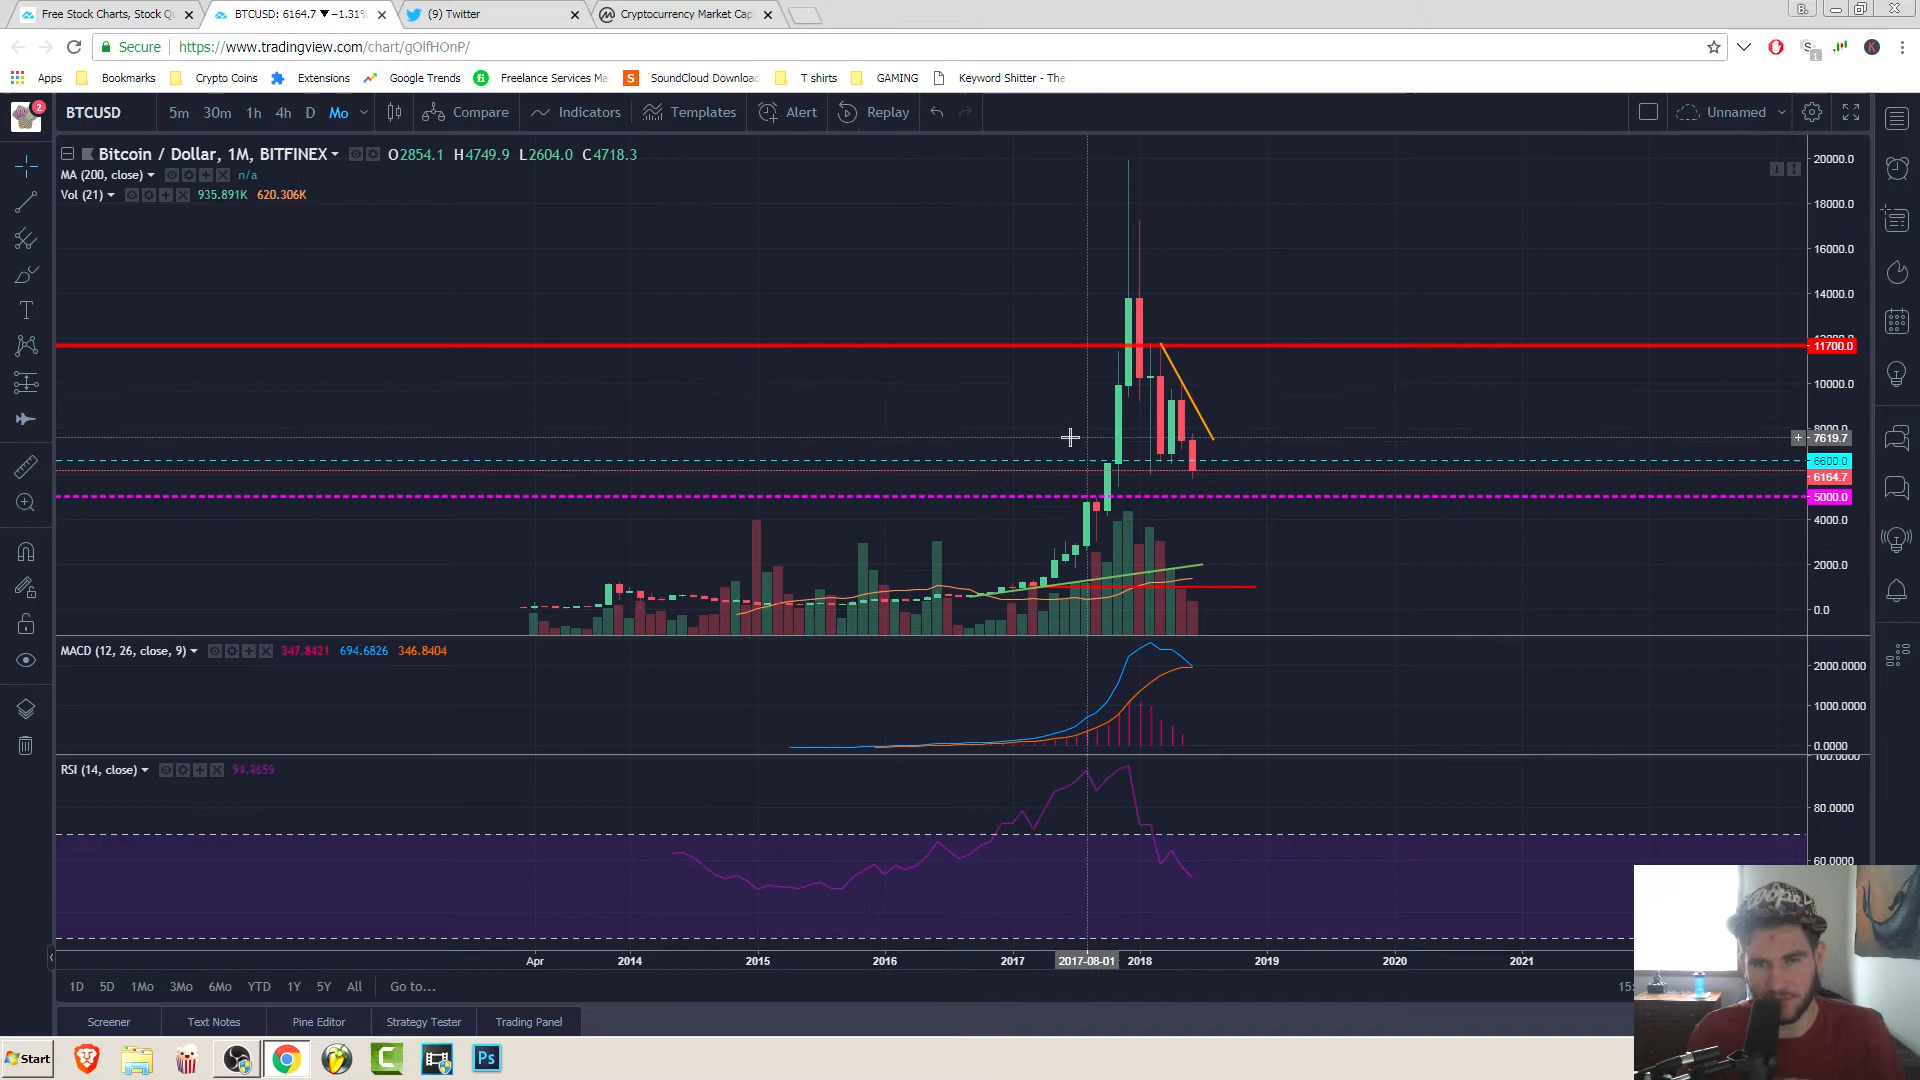 Free Stock Charts, Stock Qu
BTCUSD: 6164.7 ▼ −1.31%
(9) Twitter
Cryptocurrency Market Cap
B.
Secure https://www.tradingview.com/chart/gOlfHOnP/
Apps
Bookmarks
Crypto Coins
Extensions
Google Trends
Freelance Services Ma
SoundCloud Download
T shirts
GAMING
Keyword Shitter - The
2
BTCUSD
5m
30m
1h
4h
D
Mo
Compare
Indicators
Templates
Alert
Replay
Unnamed
Bitcoin / Dollar, 1M, BITFINEX
O2854.1 H4749.9 L2604.0 C4718.3
MA (200, close)
n/a
Vol (21)
935.891K 620.306K
20000.0
18000.0
16000.0
14000.0
11700.0
10000.0
7619.7
6600.0
6164.7
5000.0
4000.0
2000.0
0.0
MACD (12, 26, close, 9)
347.8421 694.6826 346.8404
2000.0000
1000.0000
0.0000
RSI (14, close)
80.0000
60.0000
Apr
2014
2015
2016
2017
2017-08-01
2018
2019
2020
2021
1D
5D
1Mo
3Mo
6Mo
YTD
1Y
5Y
All
Go to...
15:
Screener
Text Notes
Pine Editor
Strategy Tester
Trading Panel
Start
Ps